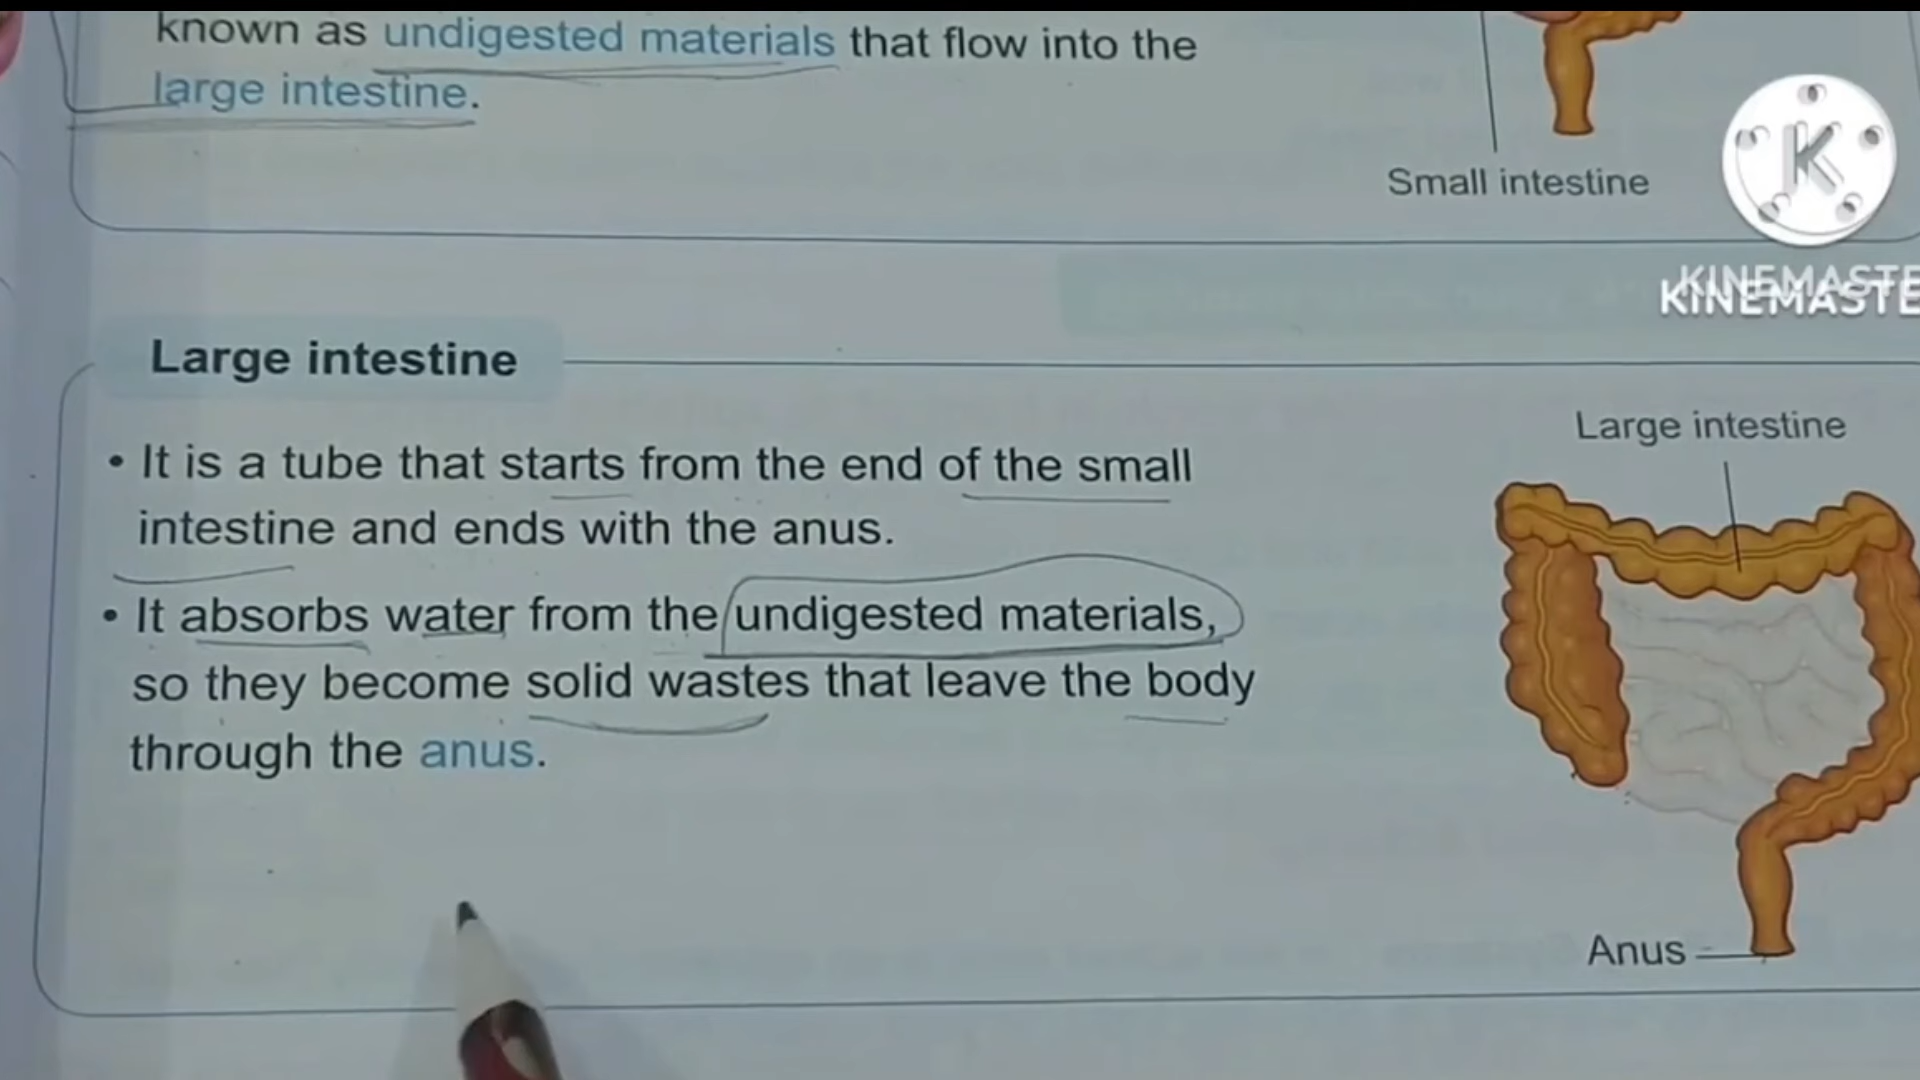 known as undigested materials that flow into the
large intestine.
Small intestine
K
KINEMASTE
KINEMASTE
Large intestine
Large intestine
• It is a tube that starts from the end of the small
intestine and ends with the anus.
• It absorbs water from the undigested materials,
so they become solid wastes that leave the body
through the anus.
Anus